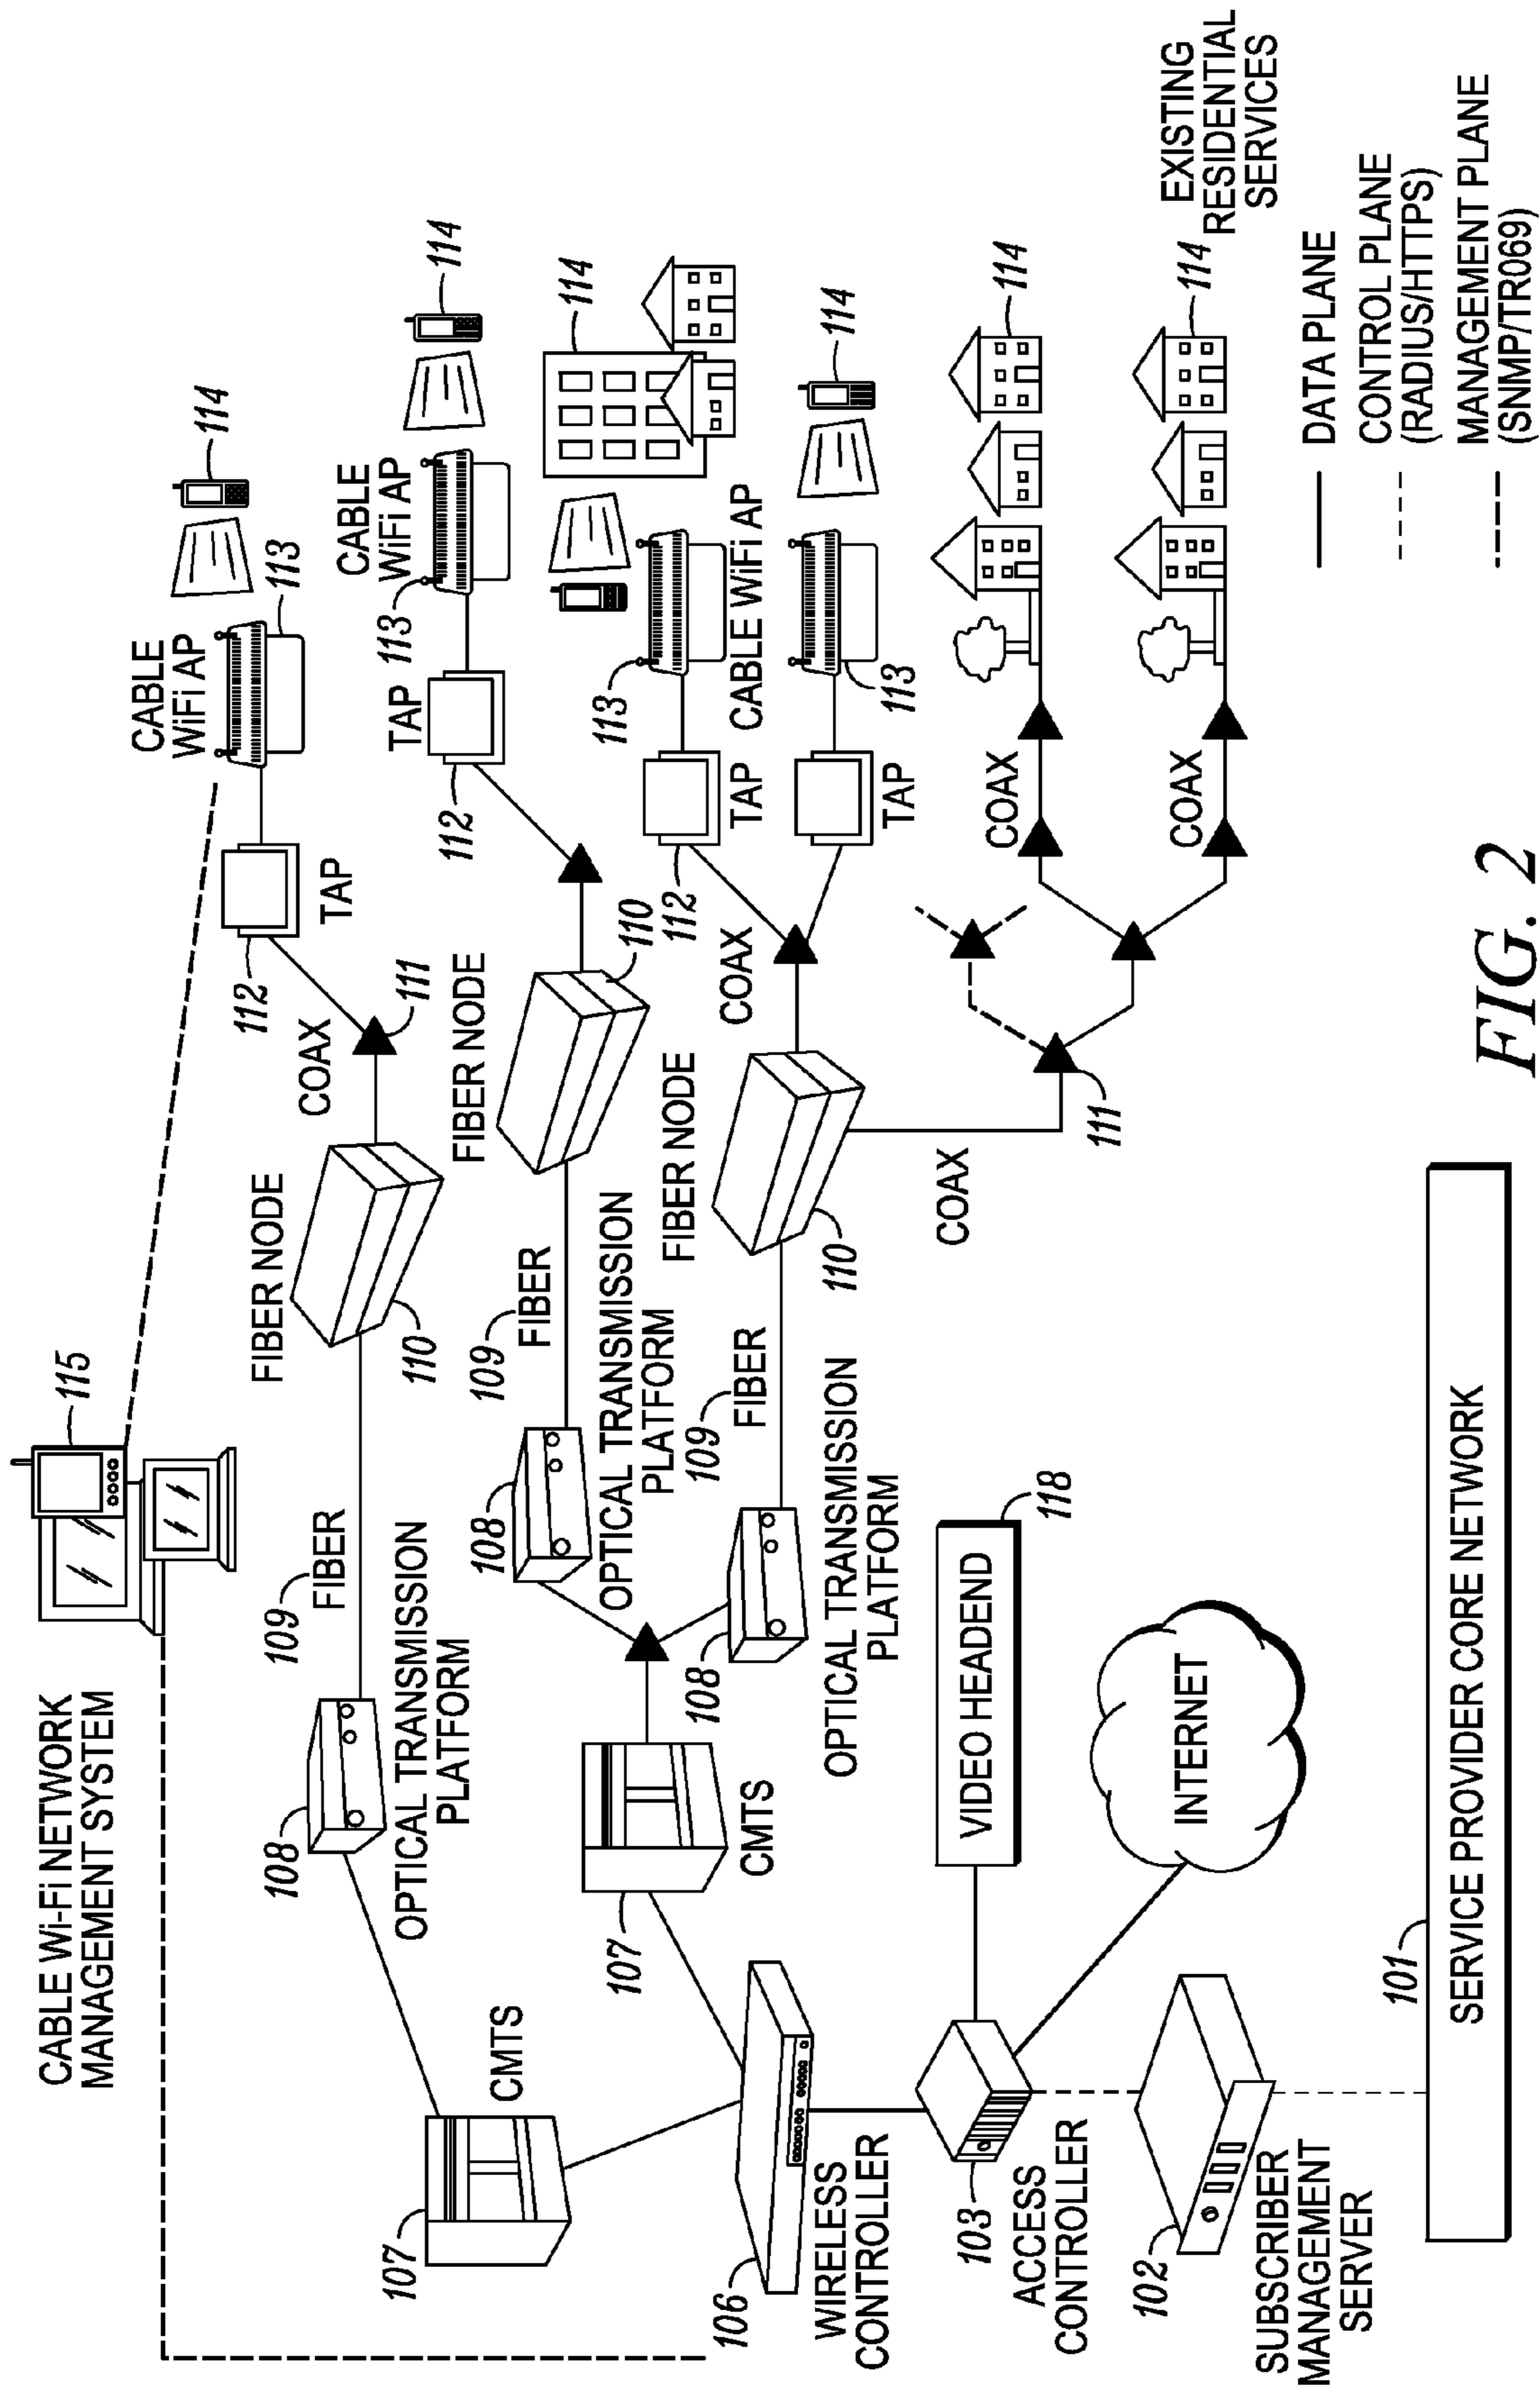 CABLE Wi-Fi NETWORK
MANAGEMENT SYSTEM
115
CABLE
WiFi AP
114
113
112
TAP
FIBER NODE
COAX
111
109
FIBER
110
108
OPTICAL TRANSMISSION
PLATFORM
107
CMTS
CABLE
WiFi AP
114
113
TAP
112
FIBER NODE
110
109
FIBER
108
OPTICAL TRANSMISSION
PLATFORM
107
CMTS
114
113
CABLE WiFi AP
112
TAP
COAX
FIBER NODE
110
109
FIBER
108
OPTICAL TRANSMISSION
PLATFORM
114
113
TAP
106
WIRELESS
CONTROLLER
VIDEO HEADEND
118
COAX
111
COAX
114
COAX
114
EXISTING
RESIDENTIAL
SERVICES
103
ACCESS
CONTROLLER
INTERNET
102
SUBSCRIBER
MANAGEMENT
SERVER
101
SERVICE PROVIDER CORE NETWORK
DATA PLANE
CONTROL PLANE
(RADIUS/HTTPS)
MANAGEMENT PLANE
(SNMP/TR069)
FIG. 2